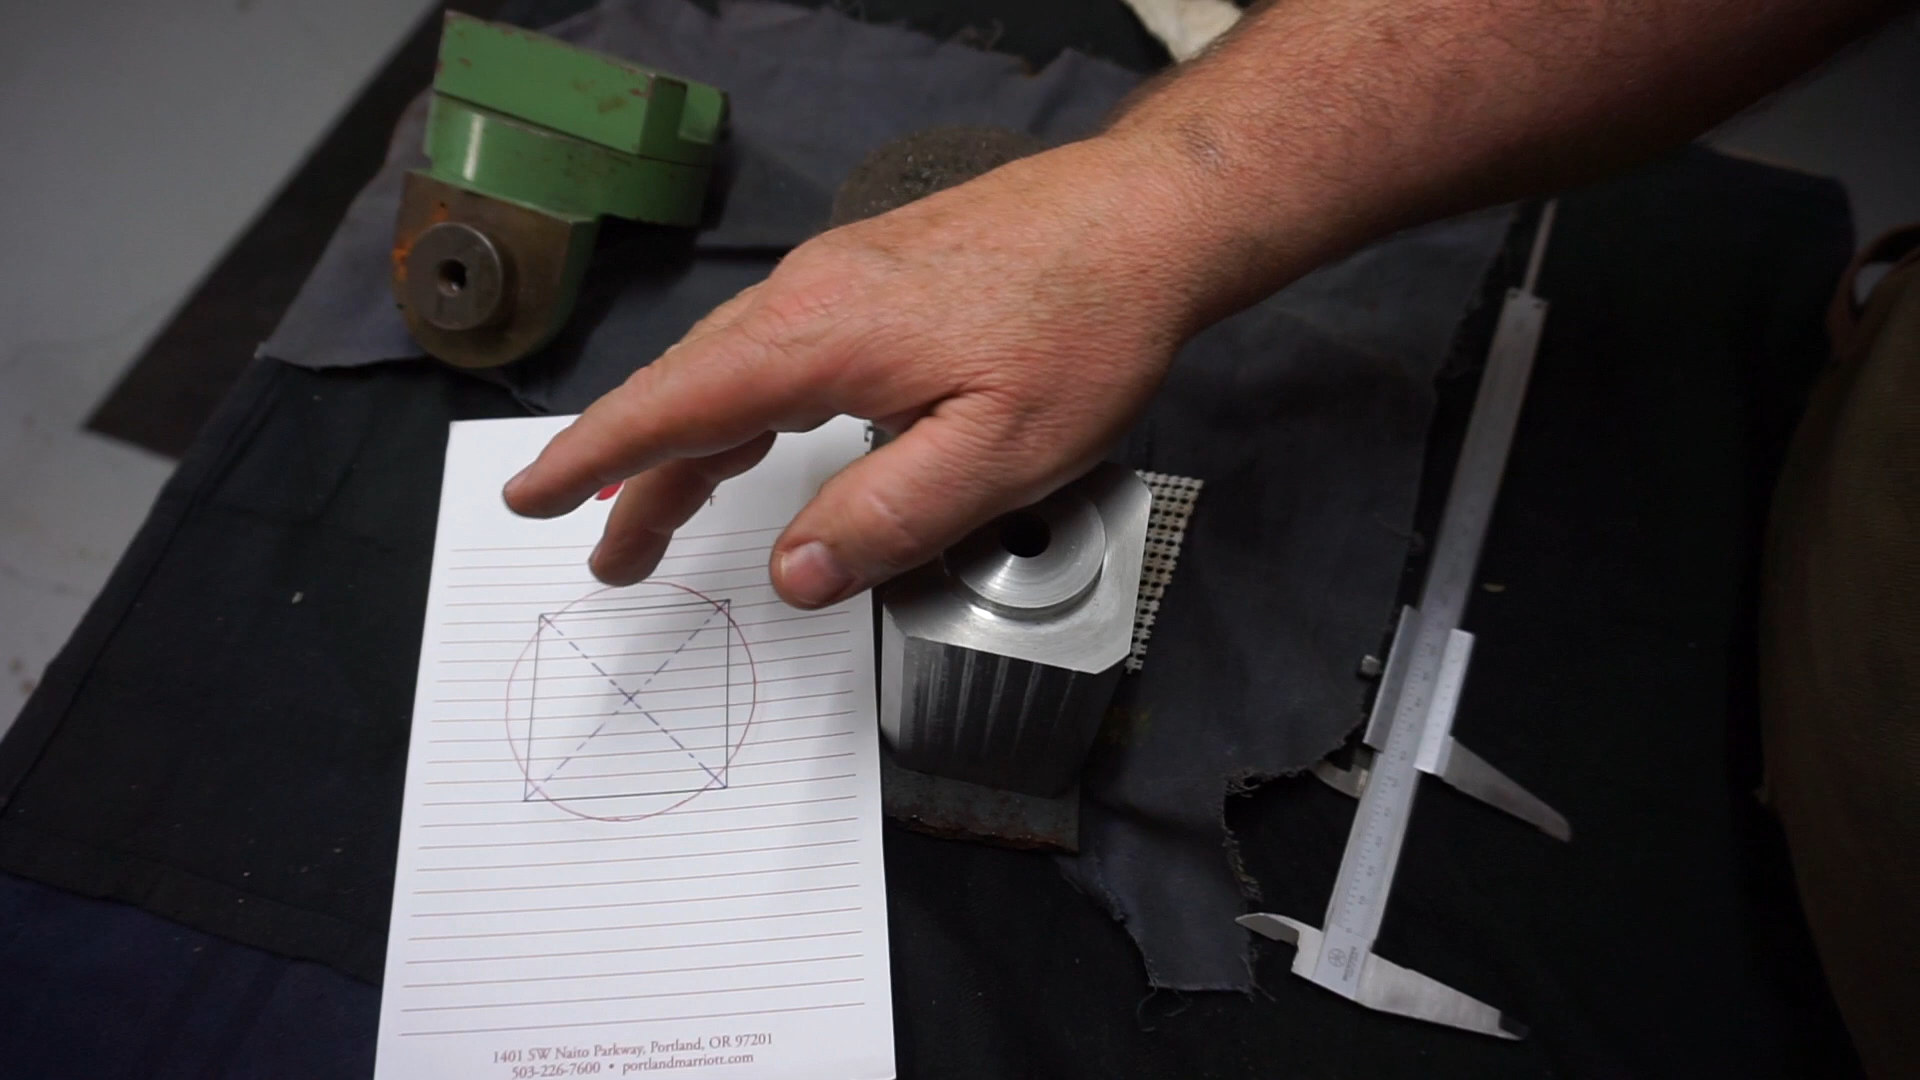 T
1401 SW Naito Parkway, Portland, OR 97201
503-226-7600 • portlandmarriott.com